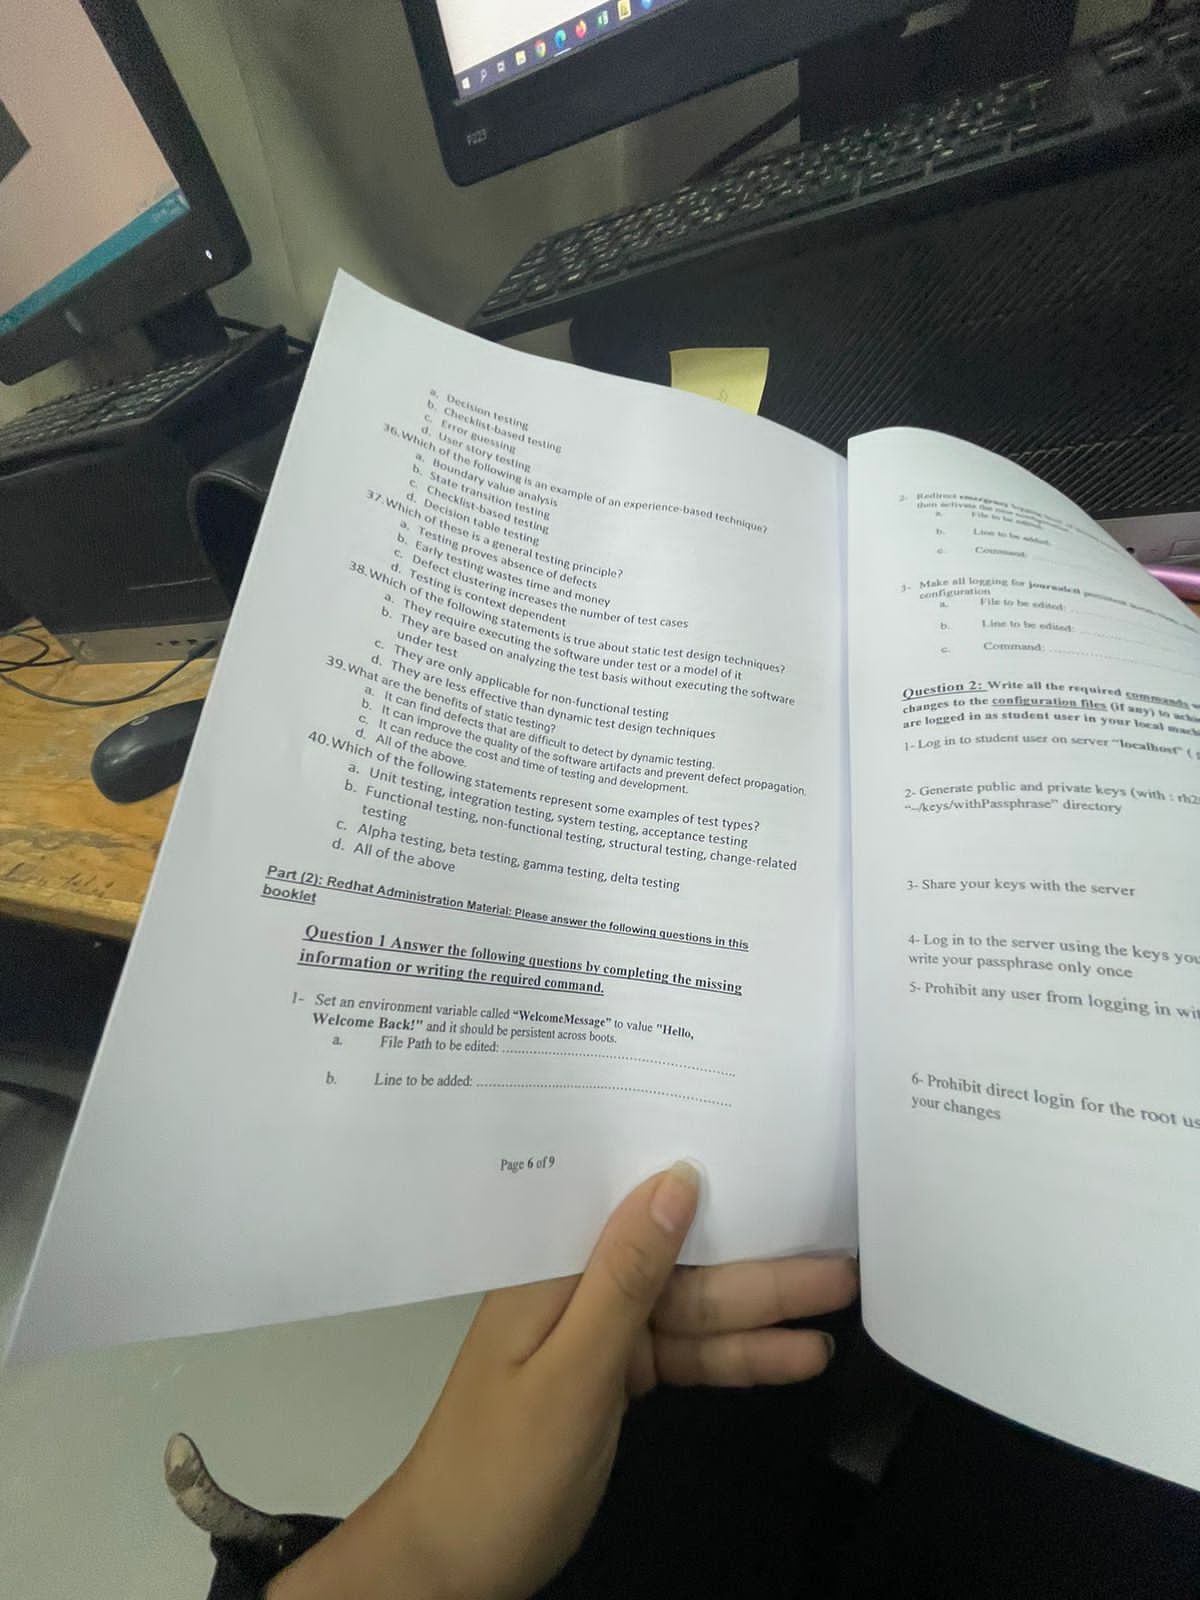 a. Decision testing
b. Checklist-based testing
c. Error guessing
d. User story testing
36. Which of the following is an example of an experience-based technique?
a. Boundary value analysis
b. State transition testing
c. Checklist-based testing
d. Decision table testing
37. Which of these is a general testing principle?
a. Testing proves absence of defects
b. Early testing wastes time and money
c. Defect clustering increases the number of test cases
d. Testing is context dependent
38. Which of the following statements is true about static test design techniques?
a. They require executing the software under test or a model of it
b. They are based on analyzing the test basis without executing the software
under test
c. They are only applicable for non-functional testing
d. They are less effective than dynamic test design techniques
39. What are the benefits of static testing?
a. It can find defects that are difficult to detect by dynamic testing.
b. It can improve the quality of the software artifacts and prevent defect propagation.
c. It can reduce the cost and time of testing and development.
d. All of the above.
40. Which of the following statements represent some examples of test types?
a. Unit testing, integration testing, system testing, acceptance testing
b. Functional testing, non-functional testing, structural testing, change-related
testing
c. Alpha testing, beta testing, gamma testing, delta testing
d. All of the above
Part (2): Redhat Administration Material: Please answer the following questions in this
booklet
Question 1 Answer the following questions by completing the missing
information or writing the required command.
1- Set an environment variable called "WelcomeMessage" to value "Hello,
Welcome Back!" and it should be persistent across boots.
a. File Path to be edited:
b. Line to be added:
Page 6 of 9
2- Redirect emergency
then activate the new
a. File to be edited:
b. Line to be added:
c. Command:
3- Make all logging for journalen persistent
configuration
a. File to be edited:
b. Line to be edited:
c. Command:
Question 2: Write all the required commands
changes to the configuration files (if any) to
are logged in as student user in your local
1- Log in to student user on server "localhost" (
2- Generate public and private keys (with :
"~/keys/withPassphrase" directory
3- Share your keys with the server
4- Log in to the server using the keys
write your passphrase only once
5- Prohibit any user from logging in
6- Prohibit direct login for the root
your changes